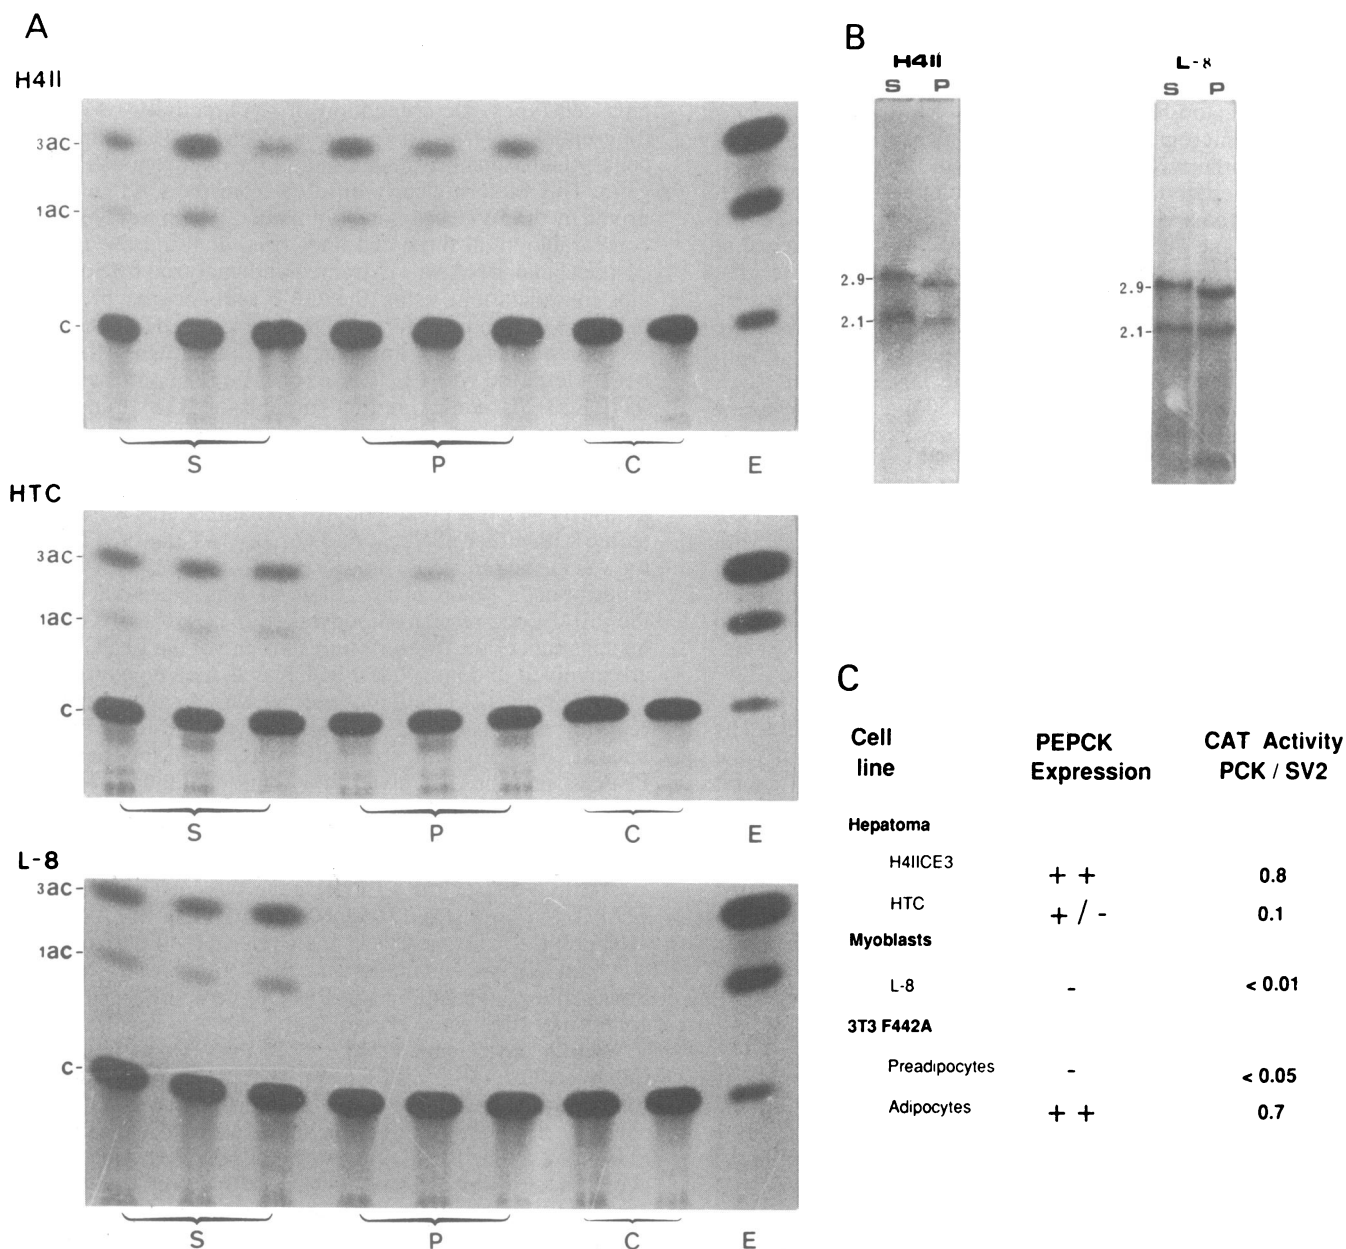 A
H4II
3ac-
1ac-
c-
S P C E
HTC
3ac-
1ac-
c-
S P C E
L-8
3ac-
1ac-
c-
S P C E
B
H4II
S P
2.9-
2.1-
L-8
S P
2.9-
2.1-
C
Cell line
PEPCK Expression
CAT Activity PCK / SV2
Hepatoma
H4IICE3 + + 0.8
HTC + / - 0.1
Myoblasts
L-8 - < 0.01
3T3 F442A
Preadipocytes - < 0.05
Adipocytes + + 0.7